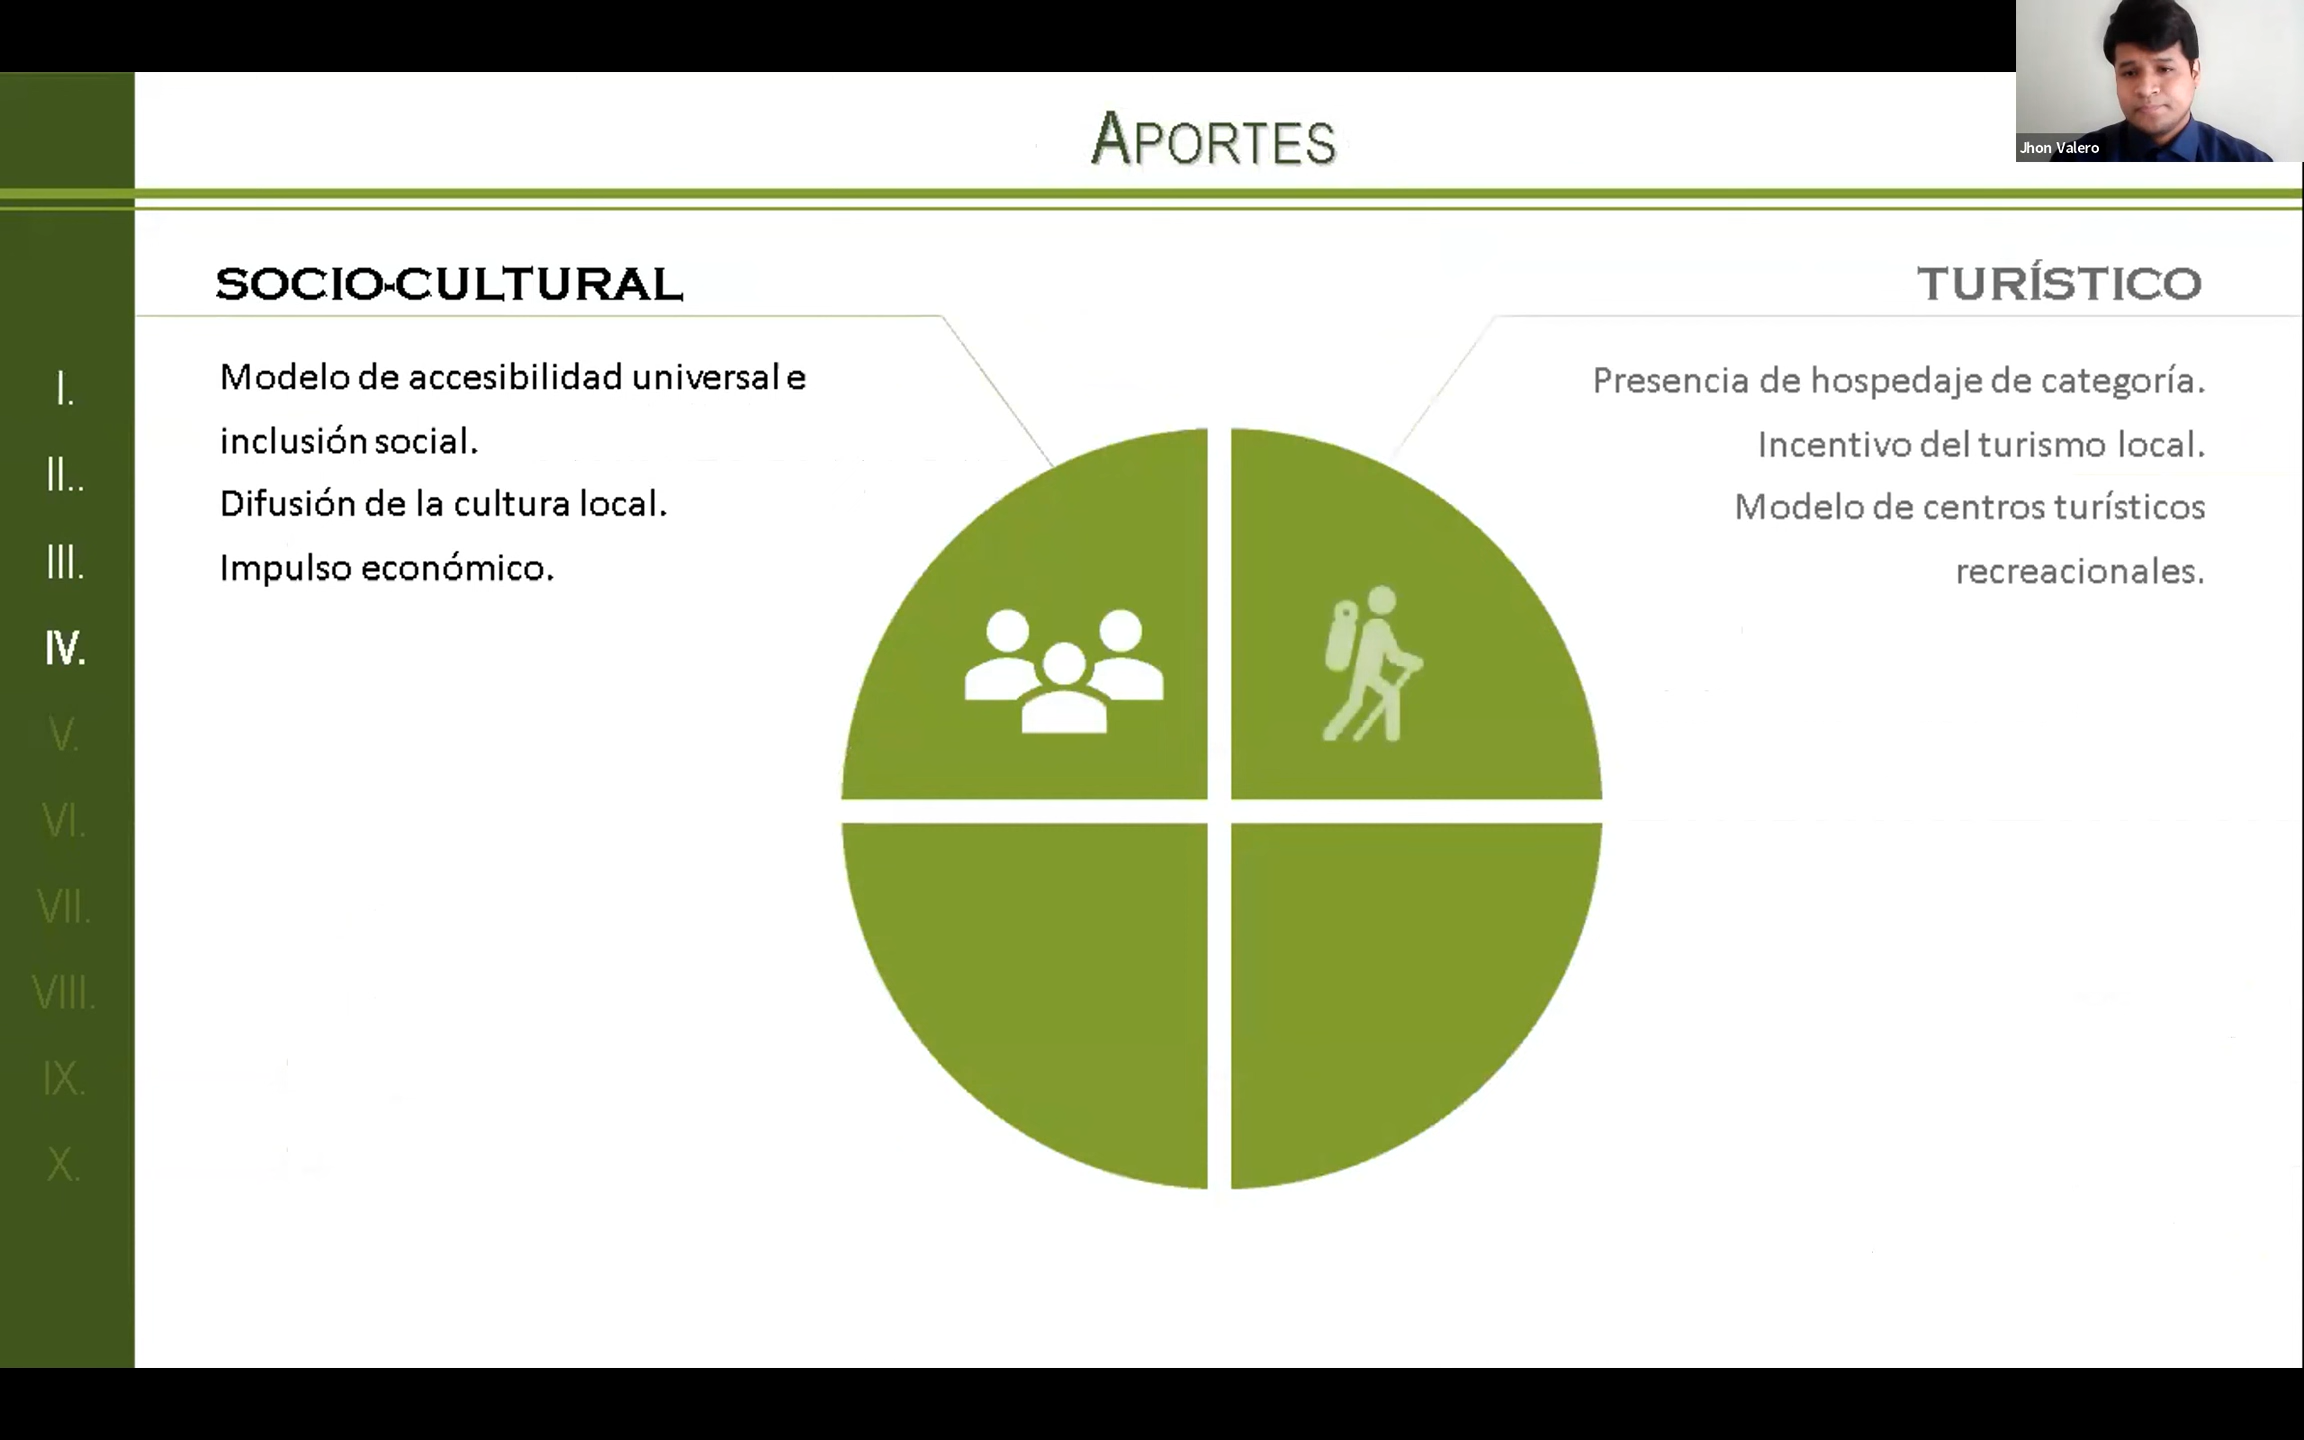 APORTES
Jhon Valero
SOCIO-CULTURAL
Modelo de accesibilidad universal e
inclusión social.
Difusión de la cultura local.
Impulso económico.
TURÍSTICO
Presencia de hospedaje de categoría.
Incentivo del turismo local.
Modelo de centros turísticos
recreacionales.
I.
II..
III.
IV.
V.
VI.
VII.
VIII.
IX.
X.